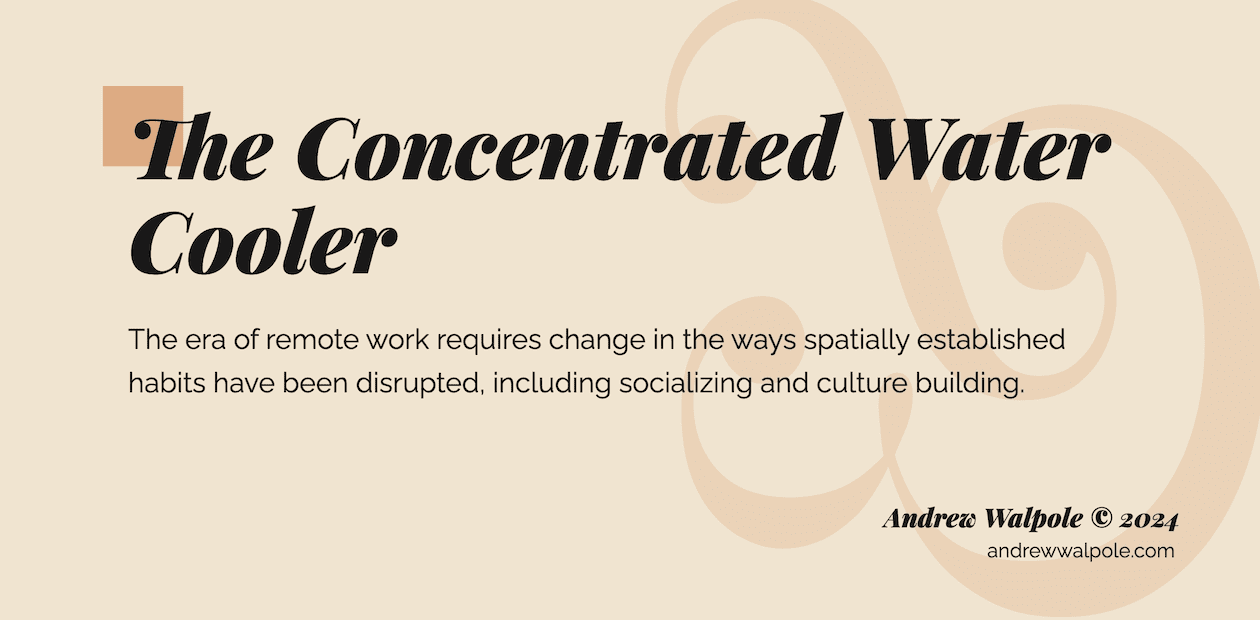 The Concentrated Water
Cooler
The era of remote work requires change in the ways spatially established
habits have been disrupted, including socializing and culture building.
Andrew Walpole © 2024
andrewwalpole.com